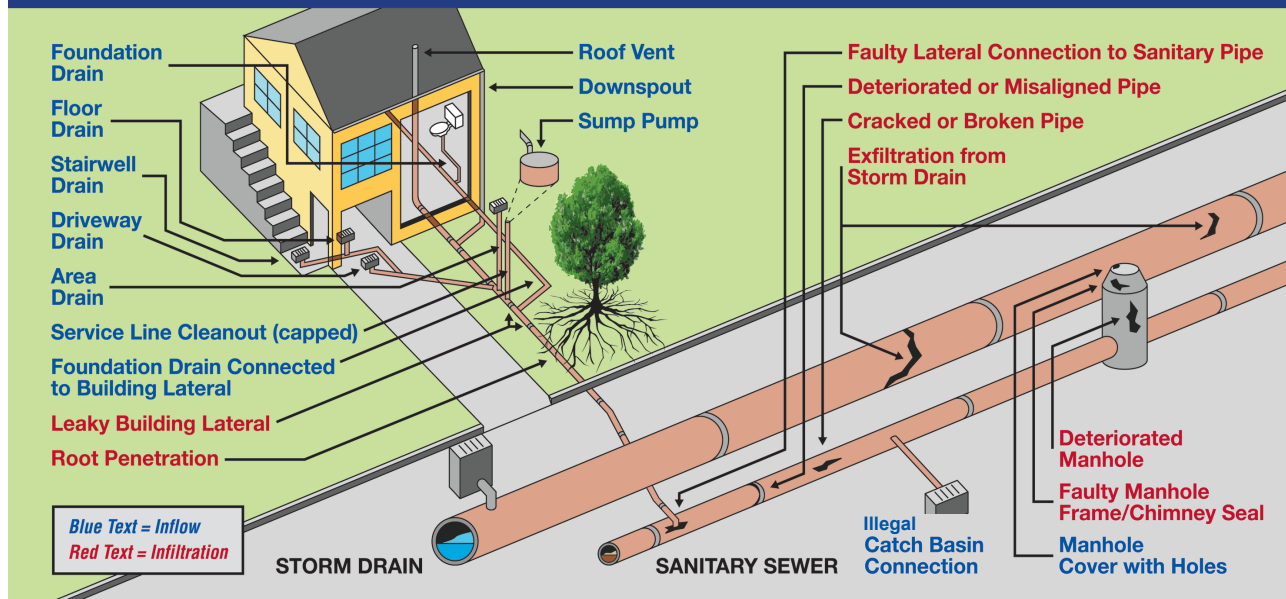 Foundation
Drain
Floor
Drain
Stairwell
Drain
Driveway
Drain
Area
Drain
Service Line Cleanout (capped)
Foundation Drain Connected
to Building Lateral
Leaky Building Lateral
Root Penetration
Blue Text = Inflow
Red Text = Infiltration
Roof Vent
Downspout
Sump Pump
Faulty Lateral Connection to Sanitary Pipe
Deteriorated or Misaligned Pipe
Cracked or Broken Pipe
Exfiltration from
Storm Drain
Deteriorated
Manhole
Faulty Manhole
Frame/Chimney Seal
Manhole
Cover with Holes
Illegal
Catch Basin
Connection
STORM DRAIN
SANITARY SEWER